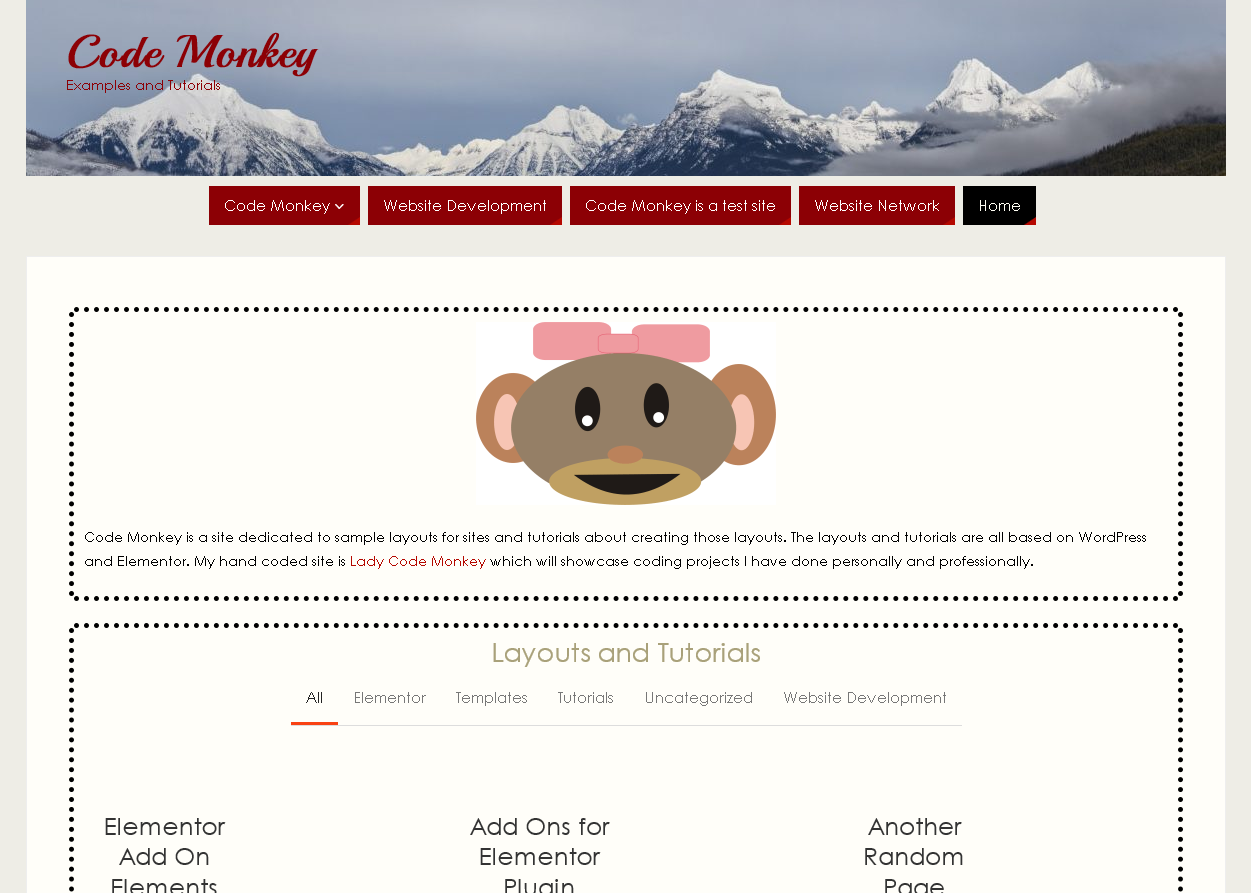 Code Monkey
Examples and Tutorials
Code Monkey
Website Development
Code Monkey is a test site
Website Network
Home
Code Monkey is a site dedicated to sample layouts for sites and tutorials about creating those layouts. The layouts and tutorials are all based on WordPress
and Elementor. My hand coded site is Lady Code Monkey which will showcase coding projects I have done personally and professionally.
Layouts and Tutorials
All
Elementor
Templates
Tutorials
Uncategorized
Website Development
Elementor
Add On
Elements
Add Ons for
Elementor
Plugin
Another
Random
Page